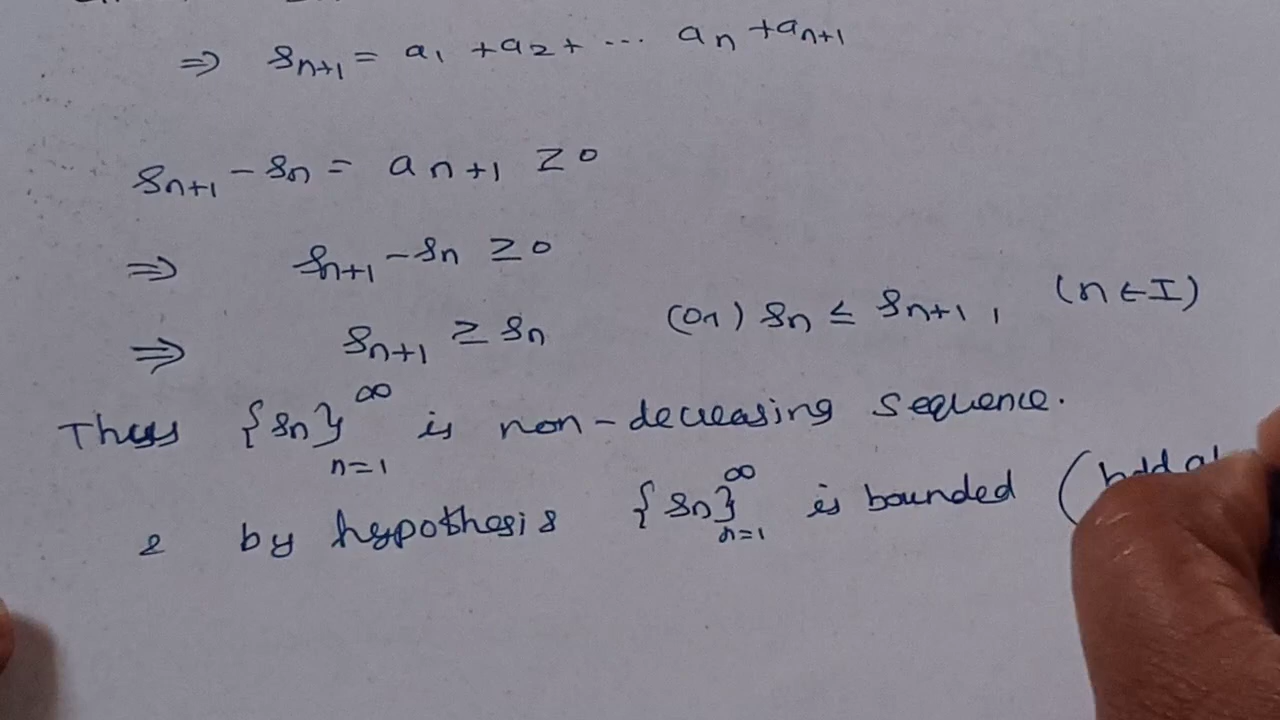 ⇒ Sn+1 = a1 + a2 + ... an + an+1
Sn+1 - Sn = an+1 ≥ 0
⇒ Sn+1 - Sn ≥ 0
⇒ Sn+1 ≥ Sn (or) Sn ≤ Sn+1, (n ∈ I)
Thus {Sn}∞n=1 is non-decreasing sequence.
& by hypothesis {Sn}∞n=1 is bounded (